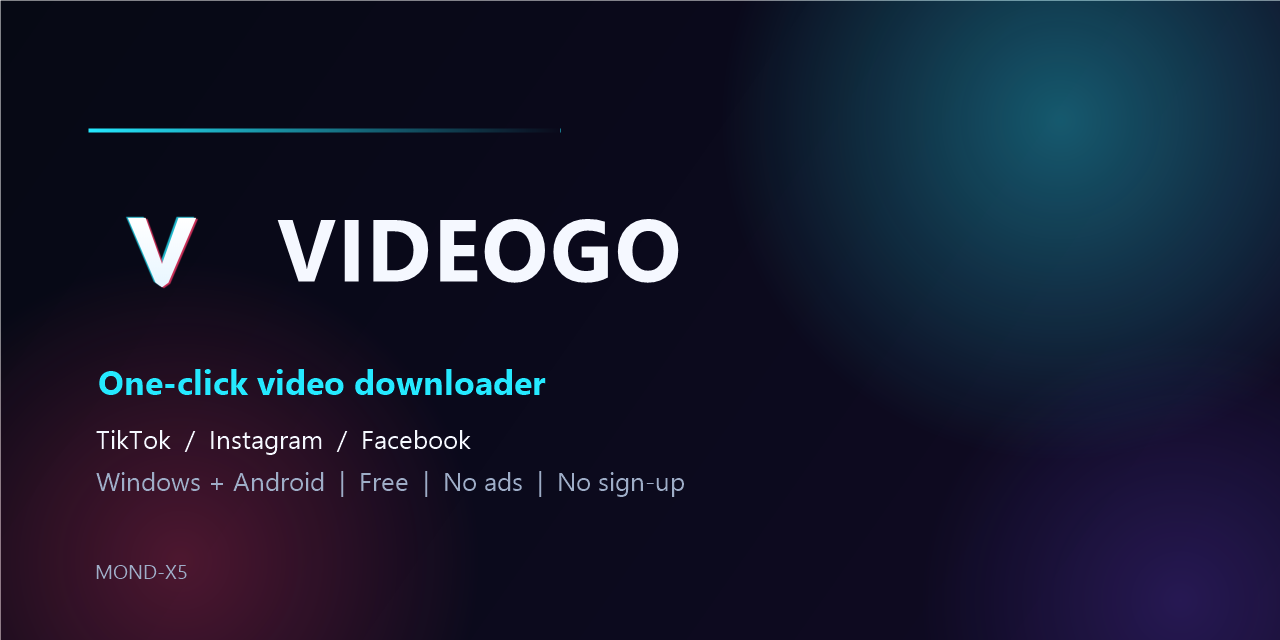 V VIDEOGO
One-click video downloader
TikTok / Instagram / Facebook
Windows + Android | Free | No ads | No sign-up
MOND-X5